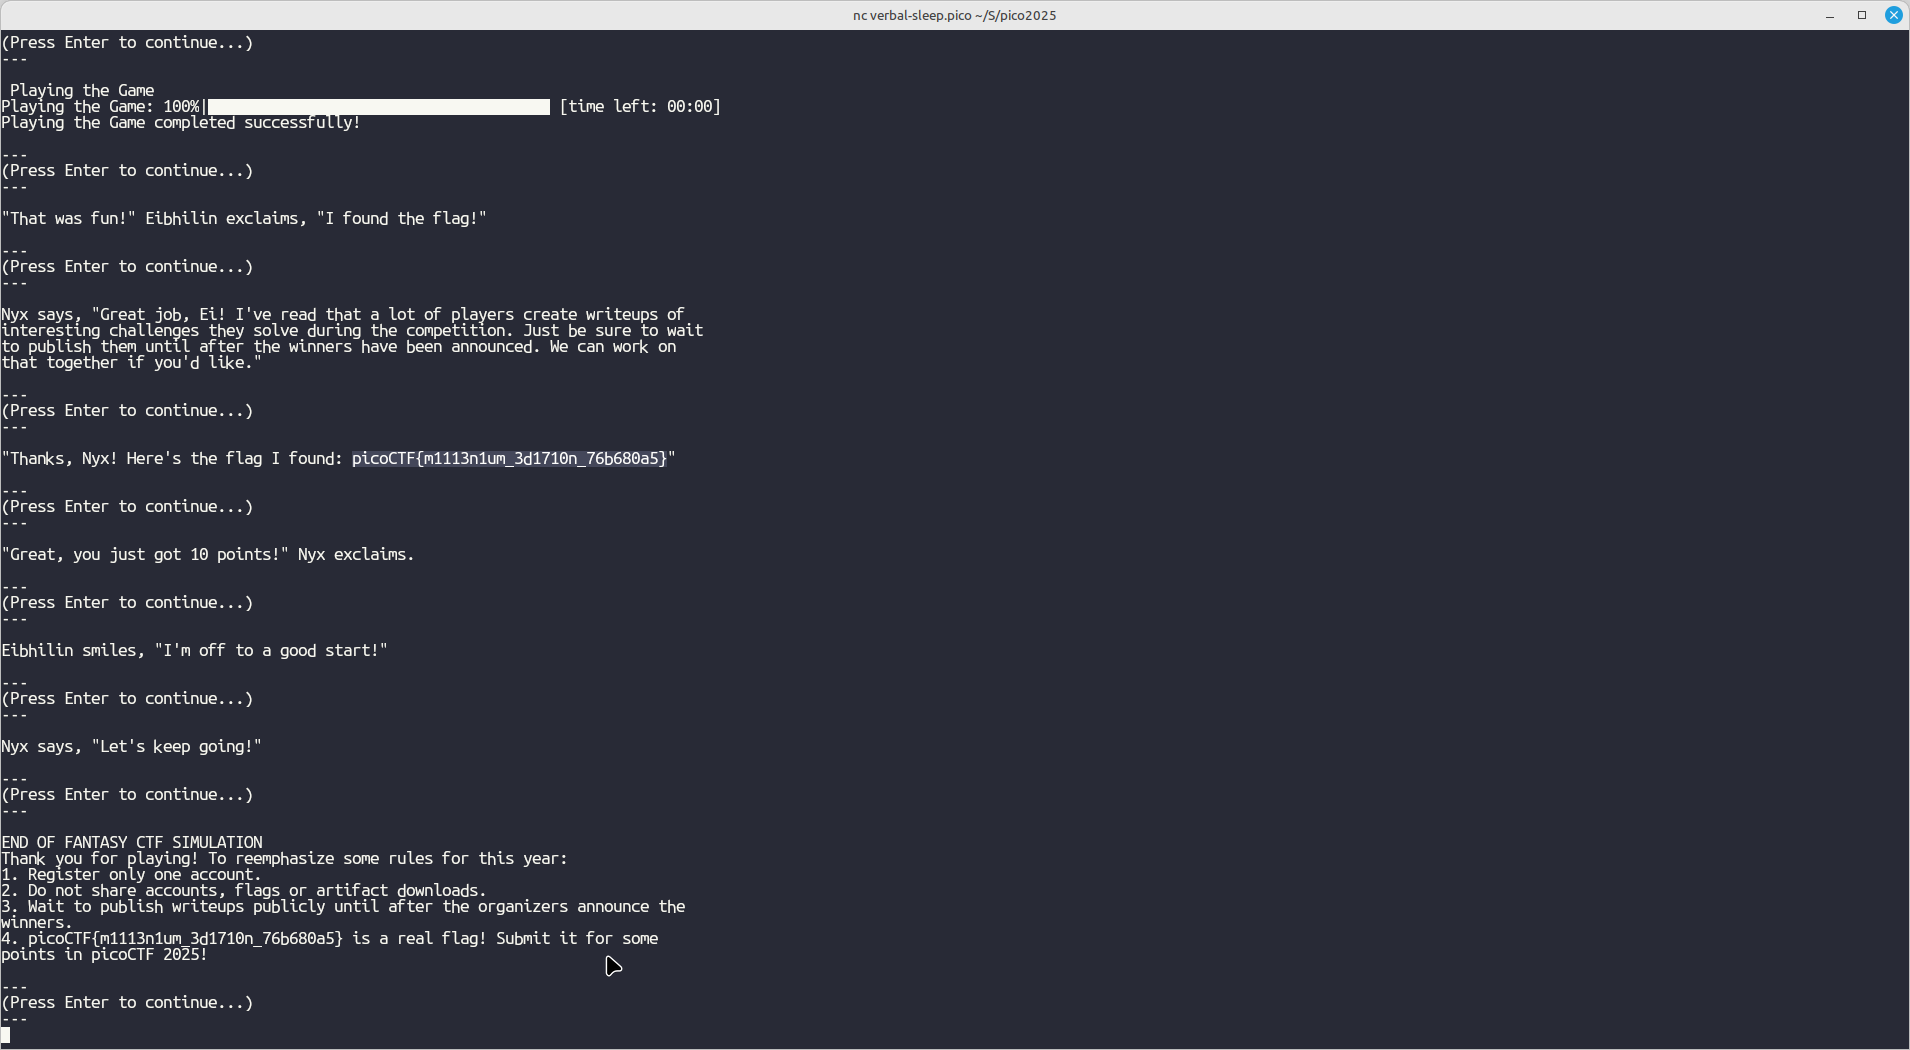 nc verbal-sleep.pico ~/S/pico2025
(Press Enter to continue...)
---
Playing the Game
Playing the Game: 100%| [time left: 00:00]
Playing the Game completed successfully!
---
(Press Enter to continue...)
---
"That was fun!" Eibhilin exclaims, "I found the flag!"
---
(Press Enter to continue...)
---
Nyx says, "Great job, Ei! I've read that a lot of players create writeups of
interesting challenges they solve during the competition. Just be sure to wait
to publish them until after the winners have been announced. We can work on
that together if you'd like."
---
(Press Enter to continue...)
---
"Thanks, Nyx! Here's the flag I found: picoCTF{m1113n1um_3d1710n_76b680a5}"
---
(Press Enter to continue...)
---
"Great, you just got 10 points!" Nyx exclaims.
---
(Press Enter to continue...)
---
Eibhilin smiles, "I'm off to a good start!"
---
(Press Enter to continue...)
---
Nyx says, "Let's keep going!"
---
(Press Enter to continue...)
---
END OF FANTASY CTF SIMULATION
Thank you for playing! To reemphasize some rules for this year:
1. Register only one account.
2. Do not share accounts, flags or artifact downloads.
3. Wait to publish writeups publicly until after the organizers announce the
winners.
4. picoCTF{m1113n1um_3d1710n_76b680a5} is a real flag! Submit it for some
points in picoCTF 2025!
---
(Press Enter to continue...)
---